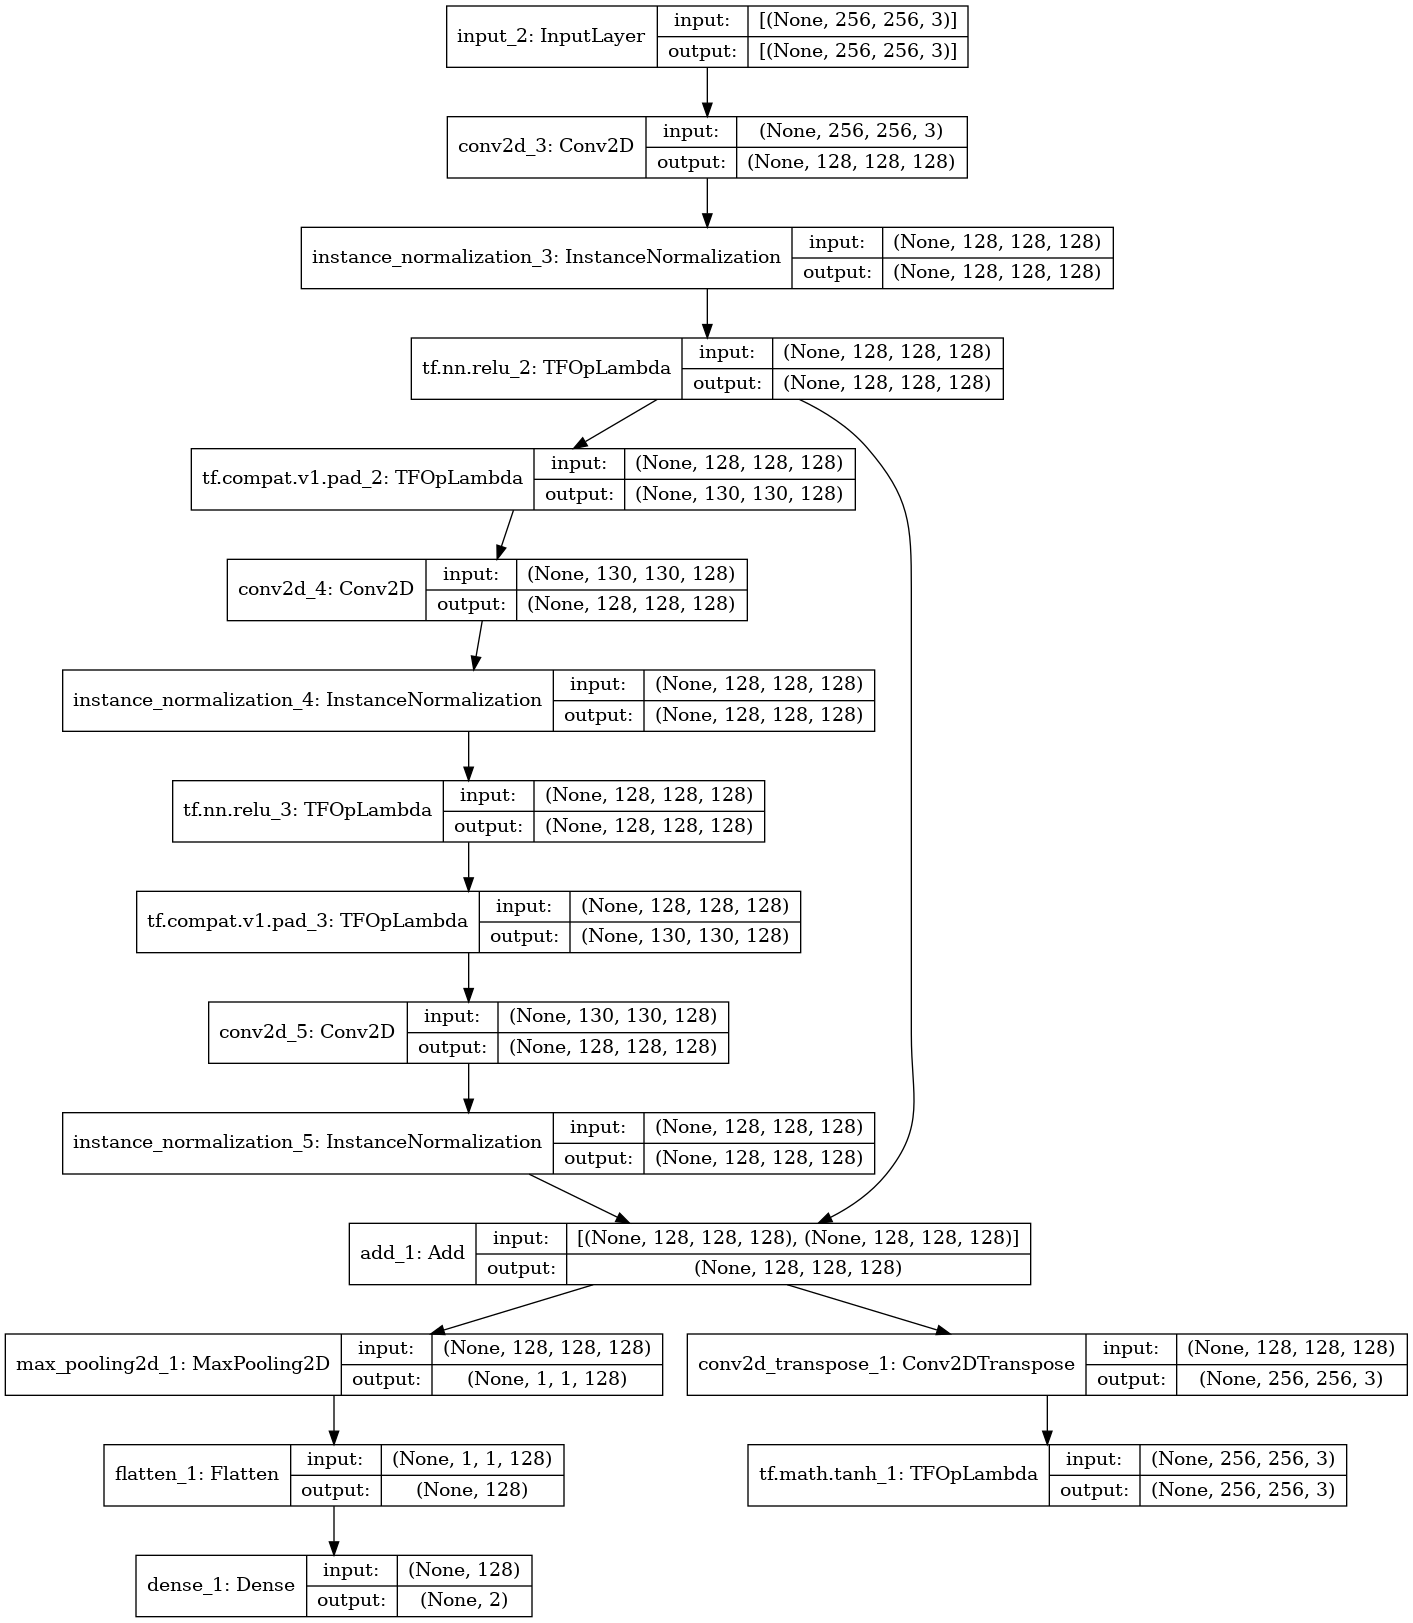 input_2: InputLayer
input:
[(None, 256, 256, 3)]
output:
[(None, 256, 256, 3)]
conv2d_3: Conv2D
input:
(None, 256, 256, 3)
output:
(None, 128, 128, 128)
instance_normalization_3: InstanceNormalization
input:
(None, 128, 128, 128)
output:
(None, 128, 128, 128)
tf.nn.relu_2: TFOpLambda
input:
(None, 128, 128, 128)
output:
(None, 128, 128, 128)
tf.compat.v1.pad_2: TFOpLambda
input:
(None, 128, 128, 128)
output:
(None, 130, 130, 128)
conv2d_4: Conv2D
input:
(None, 130, 130, 128)
output:
(None, 128, 128, 128)
instance_normalization_4: InstanceNormalization
input:
(None, 128, 128, 128)
output:
(None, 128, 128, 128)
tf.nn.relu_3: TFOpLambda
input:
(None, 128, 128, 128)
output:
(None, 128, 128, 128)
tf.compat.v1.pad_3: TFOpLambda
input:
(None, 128, 128, 128)
output:
(None, 130, 130, 128)
conv2d_5: Conv2D
input:
(None, 130, 130, 128)
output:
(None, 128, 128, 128)
instance_normalization_5: InstanceNormalization
input:
(None, 128, 128, 128)
output:
(None, 128, 128, 128)
add_1: Add
input:
[(None, 128, 128, 128), (None, 128, 128, 128)]
output:
(None, 128, 128, 128)
max_pooling2d_1: MaxPooling2D
input:
(None, 128, 128, 128)
output:
(None, 1, 1, 128)
conv2d_transpose_1: Conv2DTranspose
input:
(None, 128, 128, 128)
output:
(None, 256, 256, 3)
flatten_1: Flatten
input:
(None, 1, 1, 128)
output:
(None, 128)
tf.math.tanh_1: TFOpLambda
input:
(None, 256, 256, 3)
output:
(None, 256, 256, 3)
dense_1: Dense
input:
(None, 128)
output:
(None, 2)